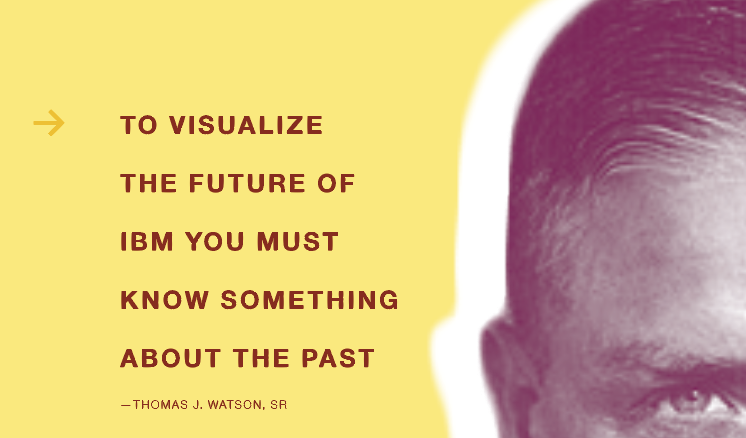 TO VISUALIZE
THE FUTURE OF
IBM YOU MUST
KNOW SOMETHING
ABOUT THE PAST
—THOMAS J. WATSON, SR